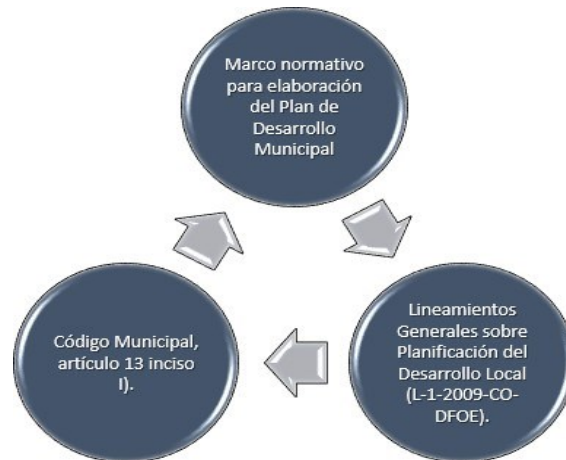 Marco normativo
para elaboración
del Plan de
Desarrollo
Municipal
Lineamientos
Generales sobre
Planificación del
Desarrollo Local
(L-1-2009-CO-
DFOE).
Código Municipal,
artículo 13 inciso
I).